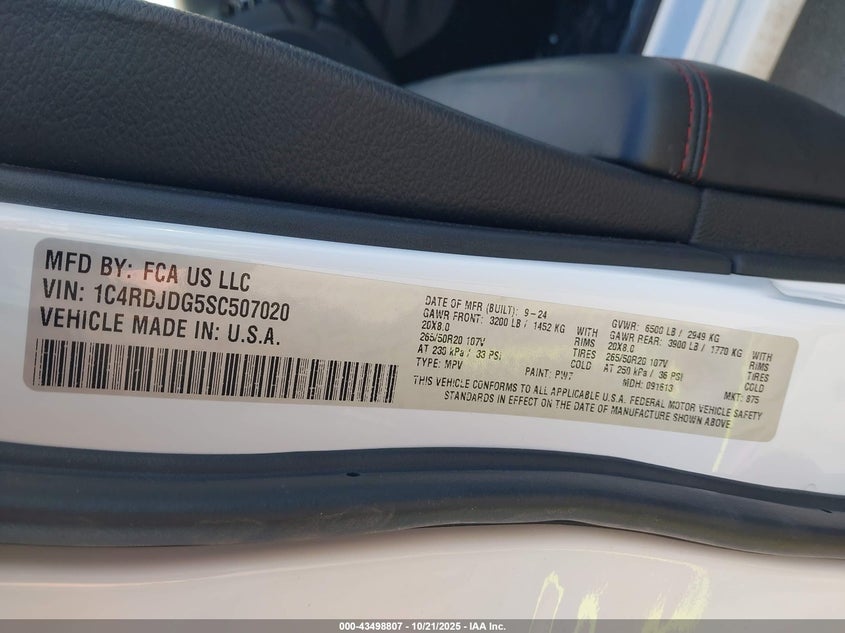 MFD BY: FCA US LLC
VIN: 1C4RDJDG5SC507020
VEHICLE MADE IN: U.S.A.
DATE OF MFR (BUILT): 9-24
GAWR FRONT: 3200 LB / 1452 KG WITH
20X8.0 RIMS
265/50R20 107V TIRES
AT 230 kPa / 33 PSI COLD
TYPE: MPV PAINT: PW7
GVWR: 6500 LB / 2949 KG
GAWR REAR: 3900 LB / 1770 KG WITH
20X8.0 RIMS
265/50R20 107V TIRES
AT 250 kPa / 36 PSI COLD
MDH: 091613 MKT: 875
THIS VEHICLE CONFORMS TO ALL APPLICABLE U.S.A. FEDERAL MOTOR VEHICLE SAFETY
STANDARDS IN EFFECT ON THE DATE OF MANUFACTURE SHOWN ABOVE
000-43498807 - 10/21/2025 - IAA Inc.